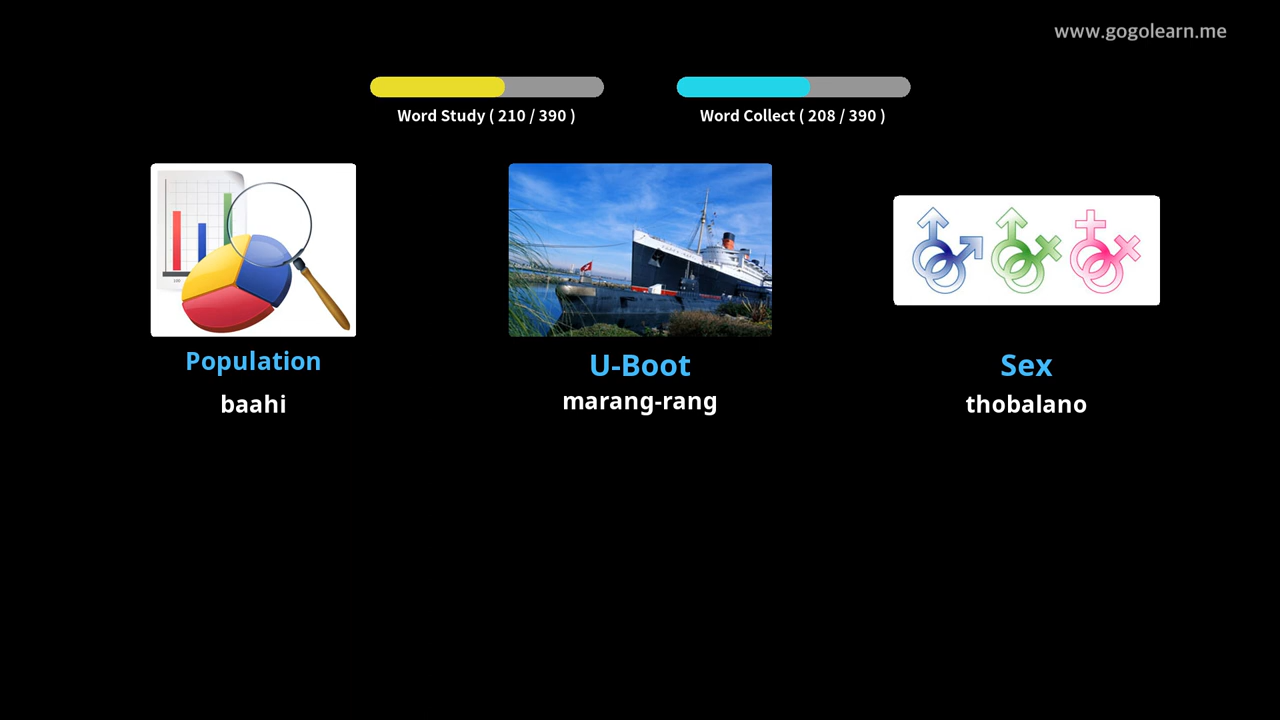 www.gogolearn.me
Word Study ( 210 / 390 )
Word Collect ( 208 / 390 )
Population
baahi
U-Boot
marang-rang
Sex
thobalano